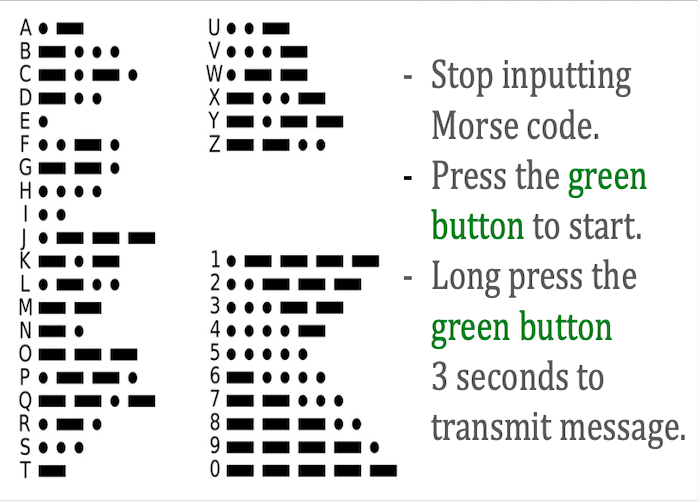 A ● ▬
B ▬ ● ● ●
C ▬ ● ▬ ●
D ▬ ● ●
E ●
F ● ● ▬ ●
G ▬ ▬ ●
H ● ● ● ●
I ● ●
J ● ▬ ▬ ▬
K ▬ ● ▬
L ● ▬ ● ●
M ▬ ▬
N ▬ ●
O ▬ ▬ ▬
P ● ▬ ▬ ●
Q ▬ ▬ ● ▬
R ● ▬ ●
S ● ● ●
T ▬
U ● ● ▬
V ● ● ● ▬
W ● ▬ ▬
X ▬ ● ● ▬
Y ▬ ● ▬ ▬
Z ▬ ▬ ● ●
1 ● ▬ ▬ ▬ ▬
2 ● ● ▬ ▬ ▬
3 ● ● ● ▬ ▬
4 ● ● ● ● ▬
5 ● ● ● ● ●
6 ▬ ● ● ● ●
7 ▬ ▬ ● ● ●
8 ▬ ▬ ▬ ● ●
9 ▬ ▬ ▬ ▬ ●
0 ▬ ▬ ▬ ▬ ▬
- Stop inputting
Morse code.
- Press the green
button to start.
- Long press the
green button
3 seconds to
transmit message.